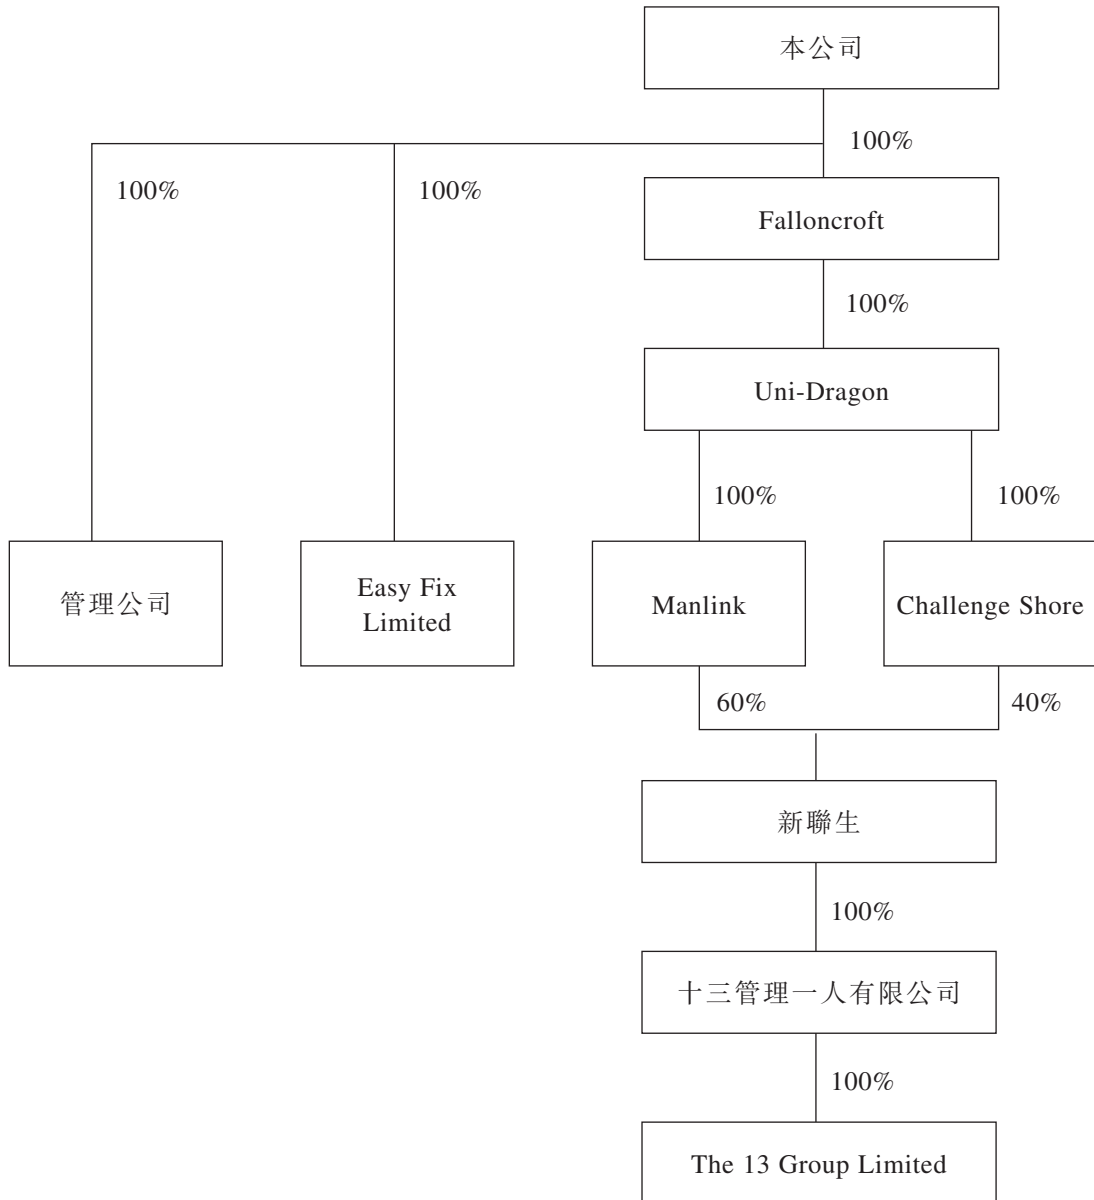 本公司
100%
100%
100%
Falloncroft
100%
Uni-Dragon
100%
100%
管理公司
Easy Fix
Limited
Manlink
Challenge Shore
60%
40%
新聯生
100%
十三管理一人有限公司
100%
The 13 Group Limited